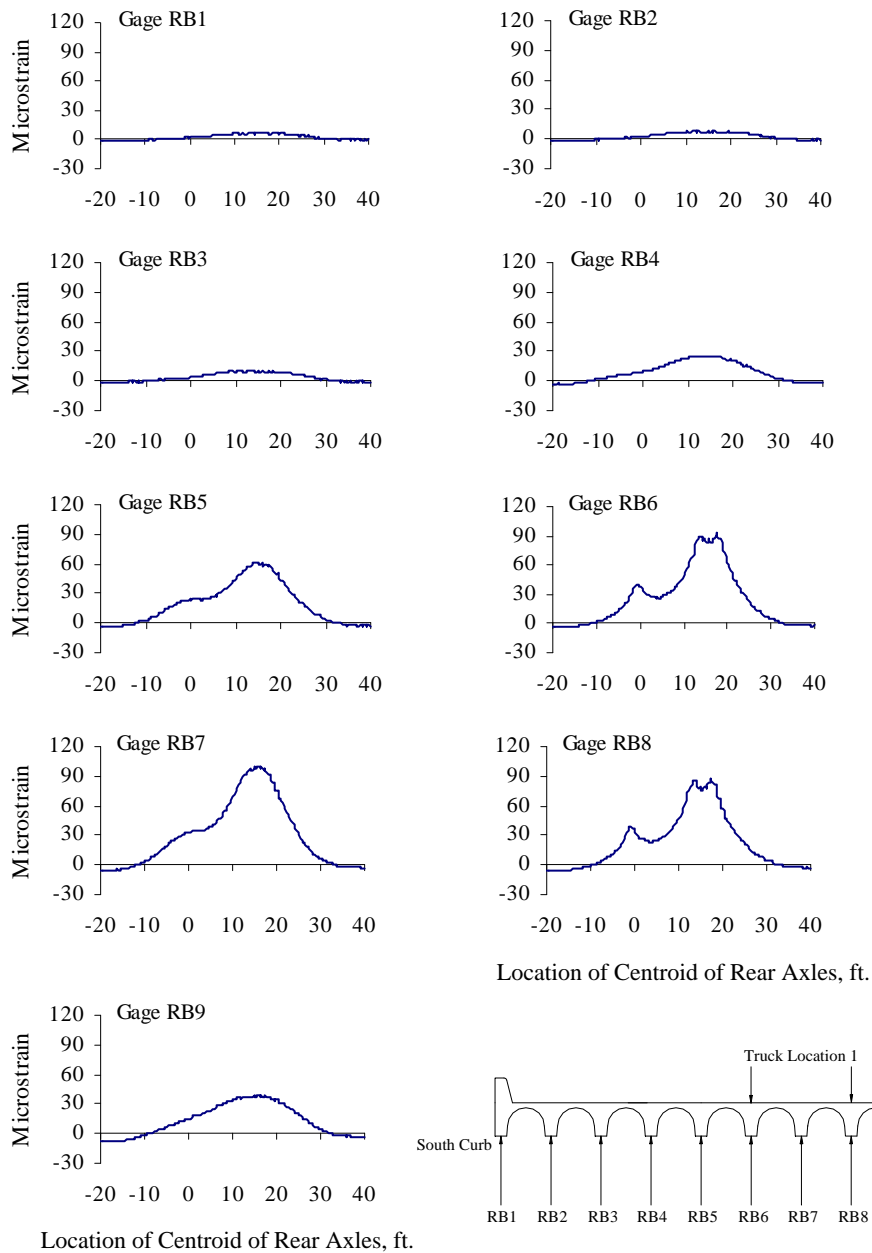 Gage RB1
Microstrain
120
90
60
30
0
-30
-20 -10 0 10 20 30 40
Gage RB2
120
90
60
30
0
-30
-20 -10 0 10 20 30 40
Gage RB3
Microstrain
120
90
60
30
0
-30
-20 -10 0 10 20 30 40
Gage RB4
120
90
60
30
0
-30
-20 -10 0 10 20 30 40
Gage RB5
Microstrain
120
90
60
30
0
-30
-20 -10 0 10 20 30 40
Gage RB6
120
90
60
30
0
-30
-20 -10 0 10 20 30 40
Gage RB7
Microstrain
120
90
60
30
0
-30
-20 -10 0 10 20 30 40
Gage RB8
120
90
60
30
0
-30
-20 -10 0 10 20 30 40
Location of Centroid of Rear Axles, ft.
Gage RB9
Microstrain
120
90
60
30
0
-30
-20 -10 0 10 20 30 40
Location of Centroid of Rear Axles, ft.
Truck Location 1
South Curb
RB1 RB2 RB3 RB4 RB5 RB6 RB7 RB8